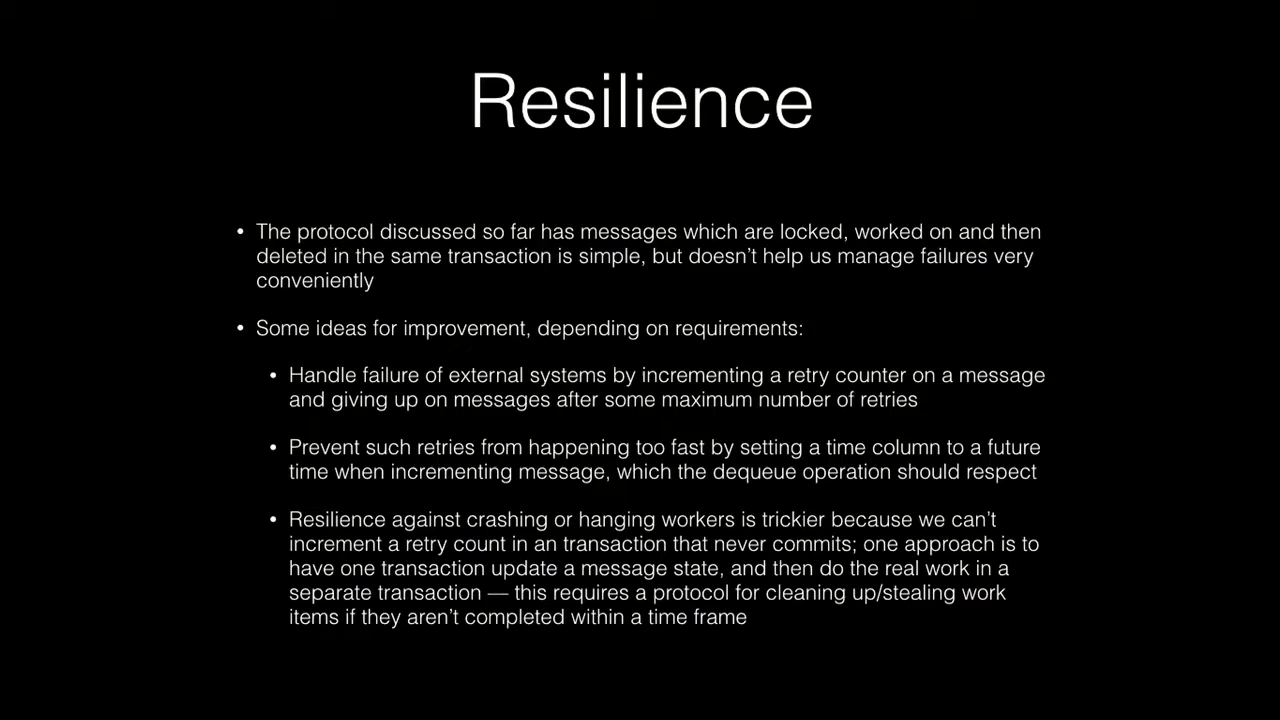 Resilience
• The protocol discussed so far has messages which are locked, worked on and then
deleted in the same transaction is simple, but doesn’t help us manage failures very
conveniently
• Some ideas for improvement, depending on requirements:
• Handle failure of external systems by incrementing a retry counter on a message
and giving up on messages after some maximum number of retries
• Prevent such retries from happening too fast by setting a time column to a future
time when incrementing message, which the dequeue operation should respect
• Resilience against crashing or hanging workers is trickier because we can’t
increment a retry count in an transaction that never commits; one approach is to
have one transaction update a message state, and then do the real work in a
separate transaction — this requires a protocol for cleaning up/stealing work
items if they aren’t completed within a time frame